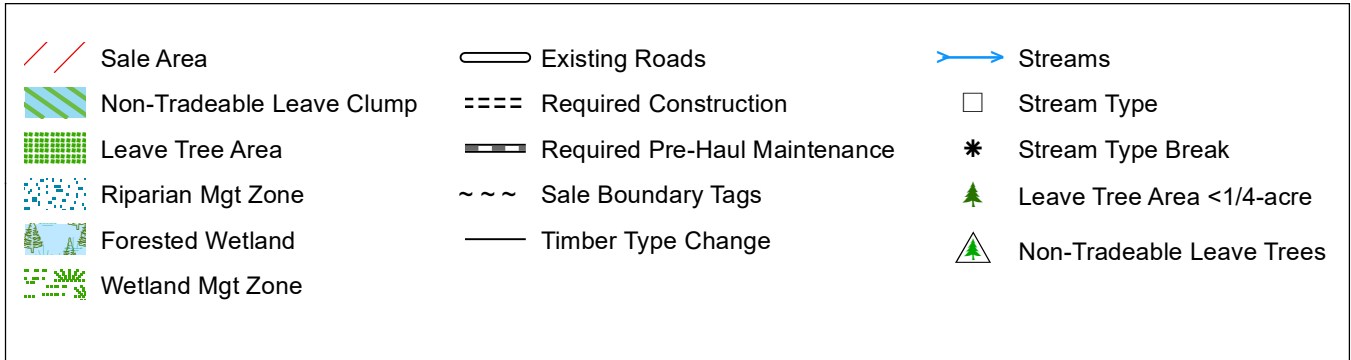 Sale Area
Non-Tradeable Leave Clump
Leave Tree Area
Riparian Mgt Zone
Forested Wetland
Wetland Mgt Zone
Existing Roads
Required Construction
Required Pre-Haul Maintenance
Sale Boundary Tags
Timber Type Change
Streams
Stream Type
Stream Type Break
Leave Tree Area <1/4-acre
Non-Tradeable Leave Trees